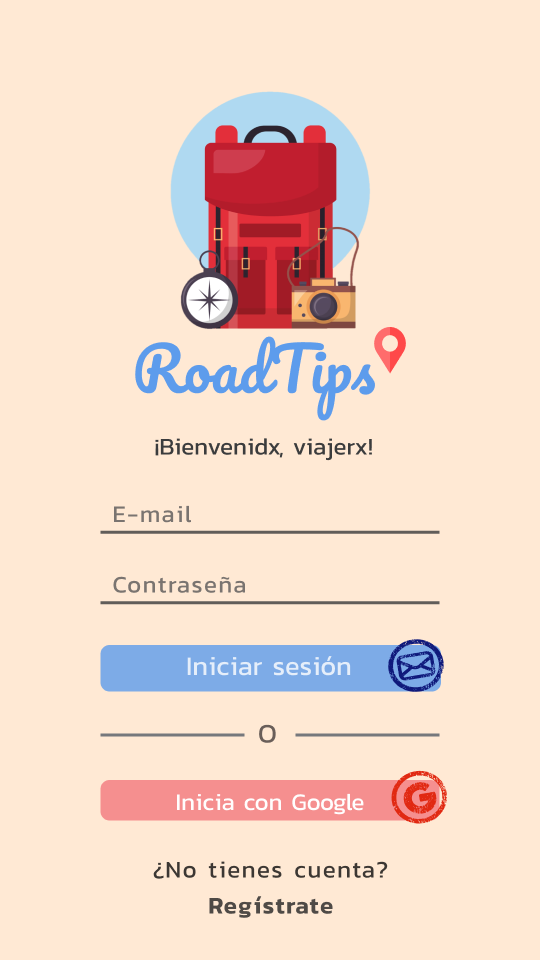 RoadTips
¡Bienvenidx, viajerx!
E-mail
Contraseña
Iniciar sesión
O
Inicia con Google
G
¿No tienes cuenta?
Regístrate